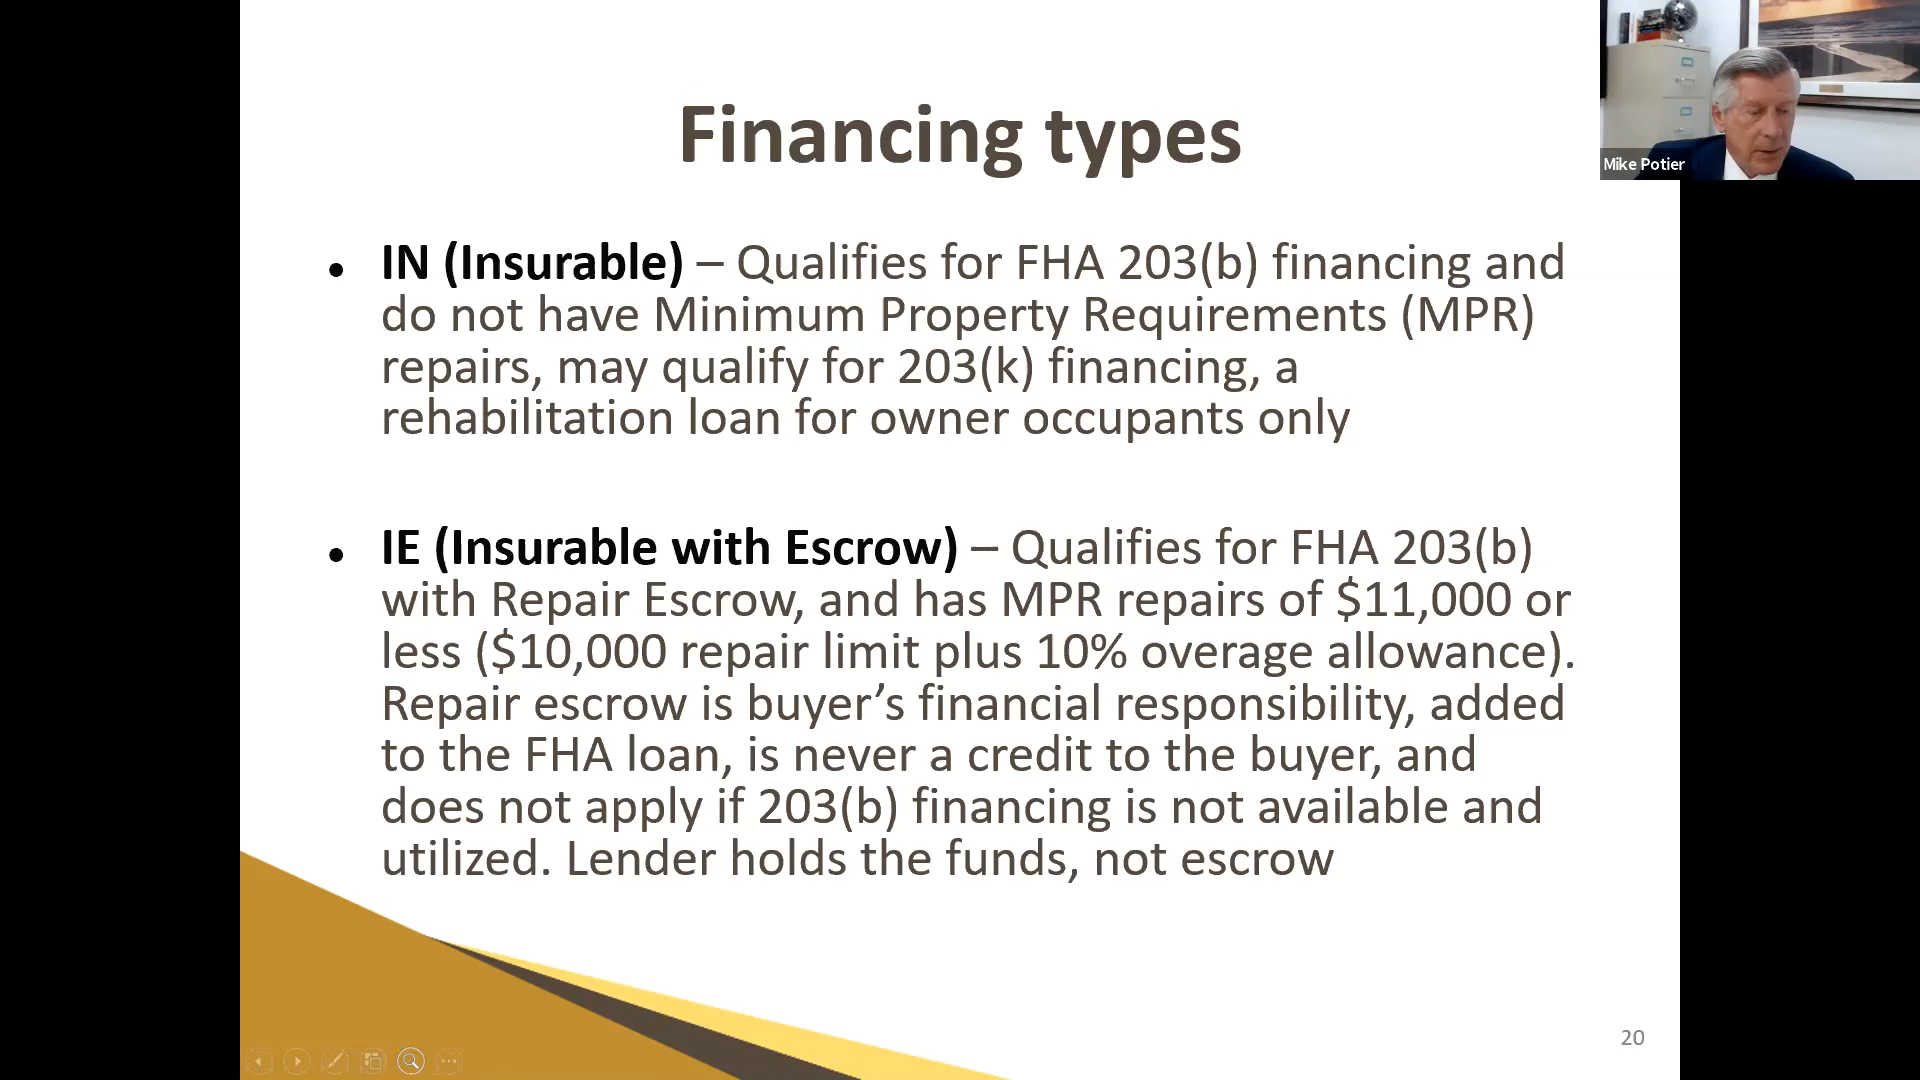 Financing types
Mike Potier
• IN (Insurable) – Qualifies for FHA 203(b) financing and
do not have Minimum Property Requirements (MPR)
repairs, may qualify for 203(k) financing, a
rehabilitation loan for owner occupants only
• IE (Insurable with Escrow) – Qualifies for FHA 203(b)
with Repair Escrow, and has MPR repairs of $11,000 or
less ($10,000 repair limit plus 10% overage allowance).
Repair escrow is buyer’s financial responsibility, added
to the FHA loan, is never a credit to the buyer, and
does not apply if 203(b) financing is not available and
utilized. Lender holds the funds, not escrow
20